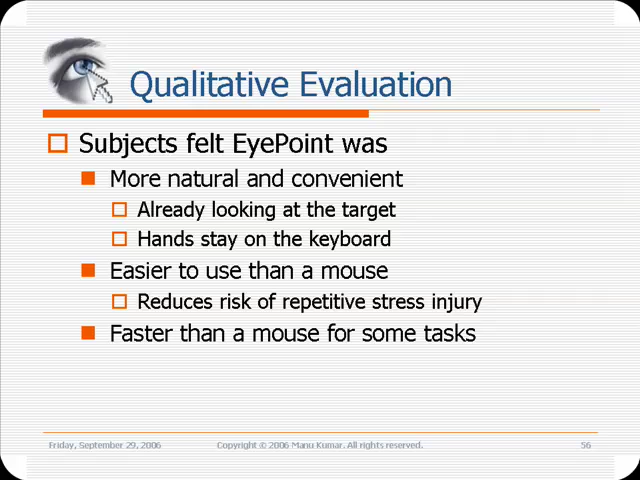 Qualitative Evaluation
Subjects felt EyePoint was
More natural and convenient
Already looking at the target
Hands stay on the keyboard
Easier to use than a mouse
Reduces risk of repetitive stress injury
Faster than a mouse for some tasks
Friday, September 29, 2006 Copyright © 2006 Manu Kumar. All rights reserved. 56